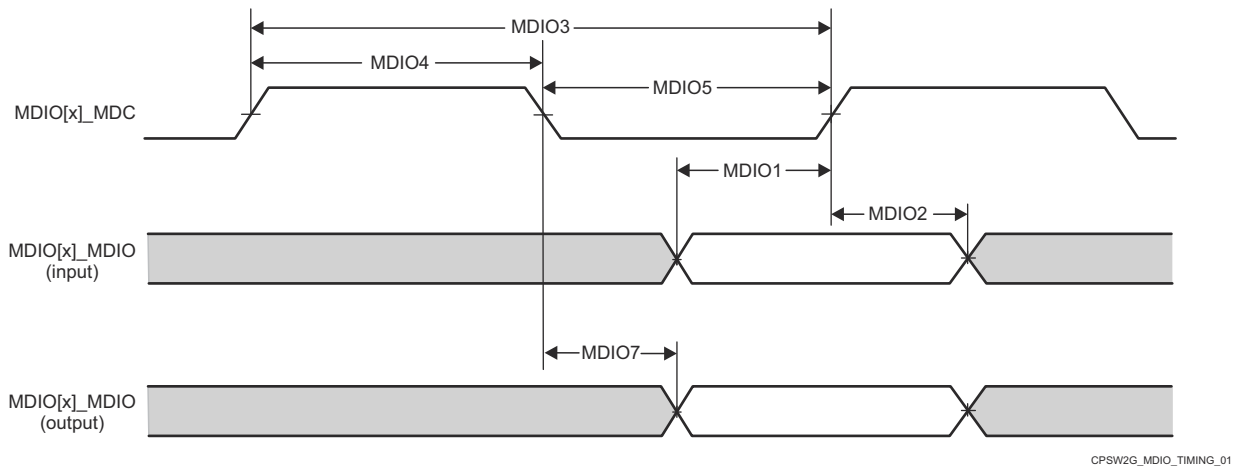 MDIO3
MDIO4
MDIO5
MDIO[x]_MDC
MDIO1
MDIO2
MDIO[x]_MDIO
(input)
MDIO7
MDIO[x]_MDIO
(output)
CPSW2G_MDIO_TIMING_01